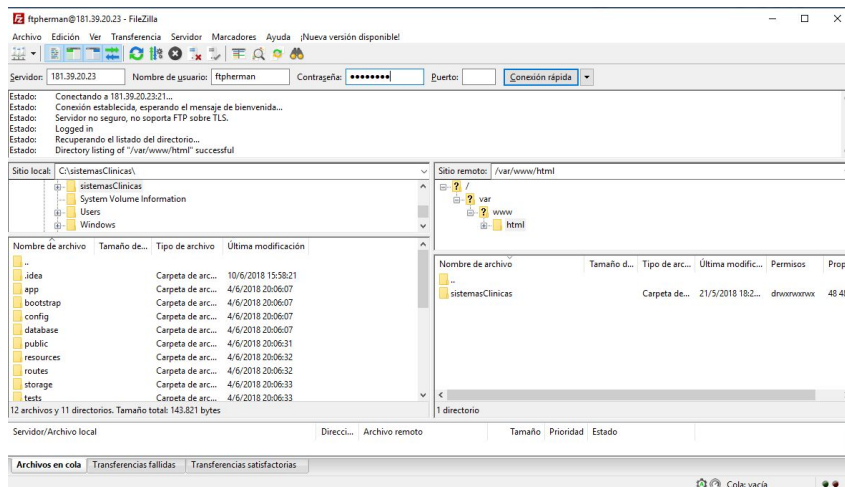 ftpherman@181.39.20.23 - FileZilla
Archivo Edición Ver Transferencia Servidor Marcadores Ayuda ¡Nueva versión disponible!
Servidor: 181.39.20.23 Nombre de usuario: ftpherman Contraseña: ●●●●●●●● Puerto: Conexión rápida
Estado: Conectando a 181.39.20.23:21...
Estado: Conexión establecida, esperando el mensaje de bienvenida...
Estado: Servidor no seguro, no soporta FTP sobre TLS.
Estado: Logged in
Estado: Recuperando el listado del directorio...
Estado: Directory listing of "/var/www/html" successful
Sitio local: C:\sistemasClinicas\
sistemasClinicas
System Volume Information
Users
Windows
Sitio remoto: /var/www/html
/
var
www
html
Nombre de archivo Tamaño de... Tipo de archivo Última modificación
..
.idea Carpeta de arc... 10/6/2018 15:58:21
app Carpeta de arc... 4/6/2018 20:06:07
bootstrap Carpeta de arc... 4/6/2018 20:06:07
config Carpeta de arc... 4/6/2018 20:06:07
database Carpeta de arc... 4/6/2018 20:06:07
public Carpeta de arc... 4/6/2018 20:06:31
resources Carpeta de arc... 4/6/2018 20:06:32
routes Carpeta de arc... 4/6/2018 20:06:32
storage Carpeta de arc... 4/6/2018 20:06:33
tests Carpeta de arc... 4/6/2018 20:06:33
12 archivos y 11 directorios. Tamaño total: 143.821 bytes
Nombre de archivo Tamaño d... Tipo de arc... Última modific... Permisos Prop
..
sistemasClinicas Carpeta de... 21/5/2018 18:2... drwxrwxrwx 48 48
1 directorio
Servidor/Archivo local Direcci... Archivo remoto Tamaño Prioridad Estado
Archivos en cola Transferencias fallidas Transferencias satisfactorias
Cola: vacía